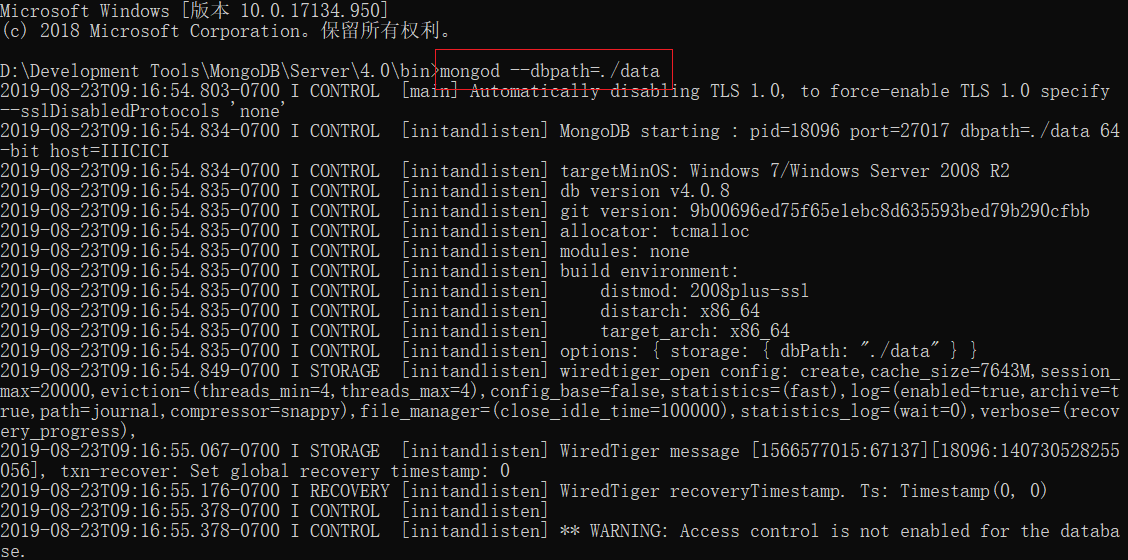 Microsoft Windows [版本 10.0.17134.950]
(c) 2018 Microsoft Corporation。保留所有权利。
D:\Development Tools\MongoDB\Server\4.0\bin>mongod --dbpath=./data
2019-08-23T09:16:54.803-0700 I CONTROL  [main] Automatically disabling TLS 1.0, to force-enable TLS 1.0 specify
--sslDisabledProtocols 'none'
2019-08-23T09:16:54.834-0700 I CONTROL  [initandlisten] MongoDB starting : pid=18096 port=27017 dbpath=./data 64
-bit host=IIICICI
2019-08-23T09:16:54.834-0700 I CONTROL  [initandlisten] targetMinOS: Windows 7/Windows Server 2008 R2
2019-08-23T09:16:54.835-0700 I CONTROL  [initandlisten] db version v4.0.8
2019-08-23T09:16:54.835-0700 I CONTROL  [initandlisten] git version: 9b00696ed75f65e1ebc8d635593bed79b290cfbb
2019-08-23T09:16:54.835-0700 I CONTROL  [initandlisten] allocator: tcmalloc
2019-08-23T09:16:54.835-0700 I CONTROL  [initandlisten] modules: none
2019-08-23T09:16:54.835-0700 I CONTROL  [initandlisten] build environment:
2019-08-23T09:16:54.835-0700 I CONTROL  [initandlisten]     distmod: 2008plus-ssl
2019-08-23T09:16:54.835-0700 I CONTROL  [initandlisten]     distarch: x86_64
2019-08-23T09:16:54.835-0700 I CONTROL  [initandlisten]     target_arch: x86_64
2019-08-23T09:16:54.835-0700 I CONTROL  [initandlisten] options: { storage: { dbPath: "./data" } }
2019-08-23T09:16:54.849-0700 I STORAGE  [initandlisten] wiredtiger_open config: create,cache_size=7643M,session_
max=20000,eviction=(threads_min=4,threads_max=4),config_base=false,statistics=(fast),log=(enabled=true,archive=t
rue,path=journal,compressor=snappy),file_manager=(close_idle_time=100000),statistics_log=(wait=0),verbose=(recov
ery_progress),
2019-08-23T09:16:55.067-0700 I STORAGE  [initandlisten] WiredTiger message [1566577015:67137][18096:140730528255
056], txn-recover: Set global recovery timestamp: 0
2019-08-23T09:16:55.176-0700 I RECOVERY [initandlisten] WiredTiger recoveryTimestamp. Ts: Timestamp(0, 0)
2019-08-23T09:16:55.378-0700 I CONTROL  [initandlisten]
2019-08-23T09:16:55.378-0700 I CONTROL  [initandlisten] ** WARNING: Access control is not enabled for the databa
se.